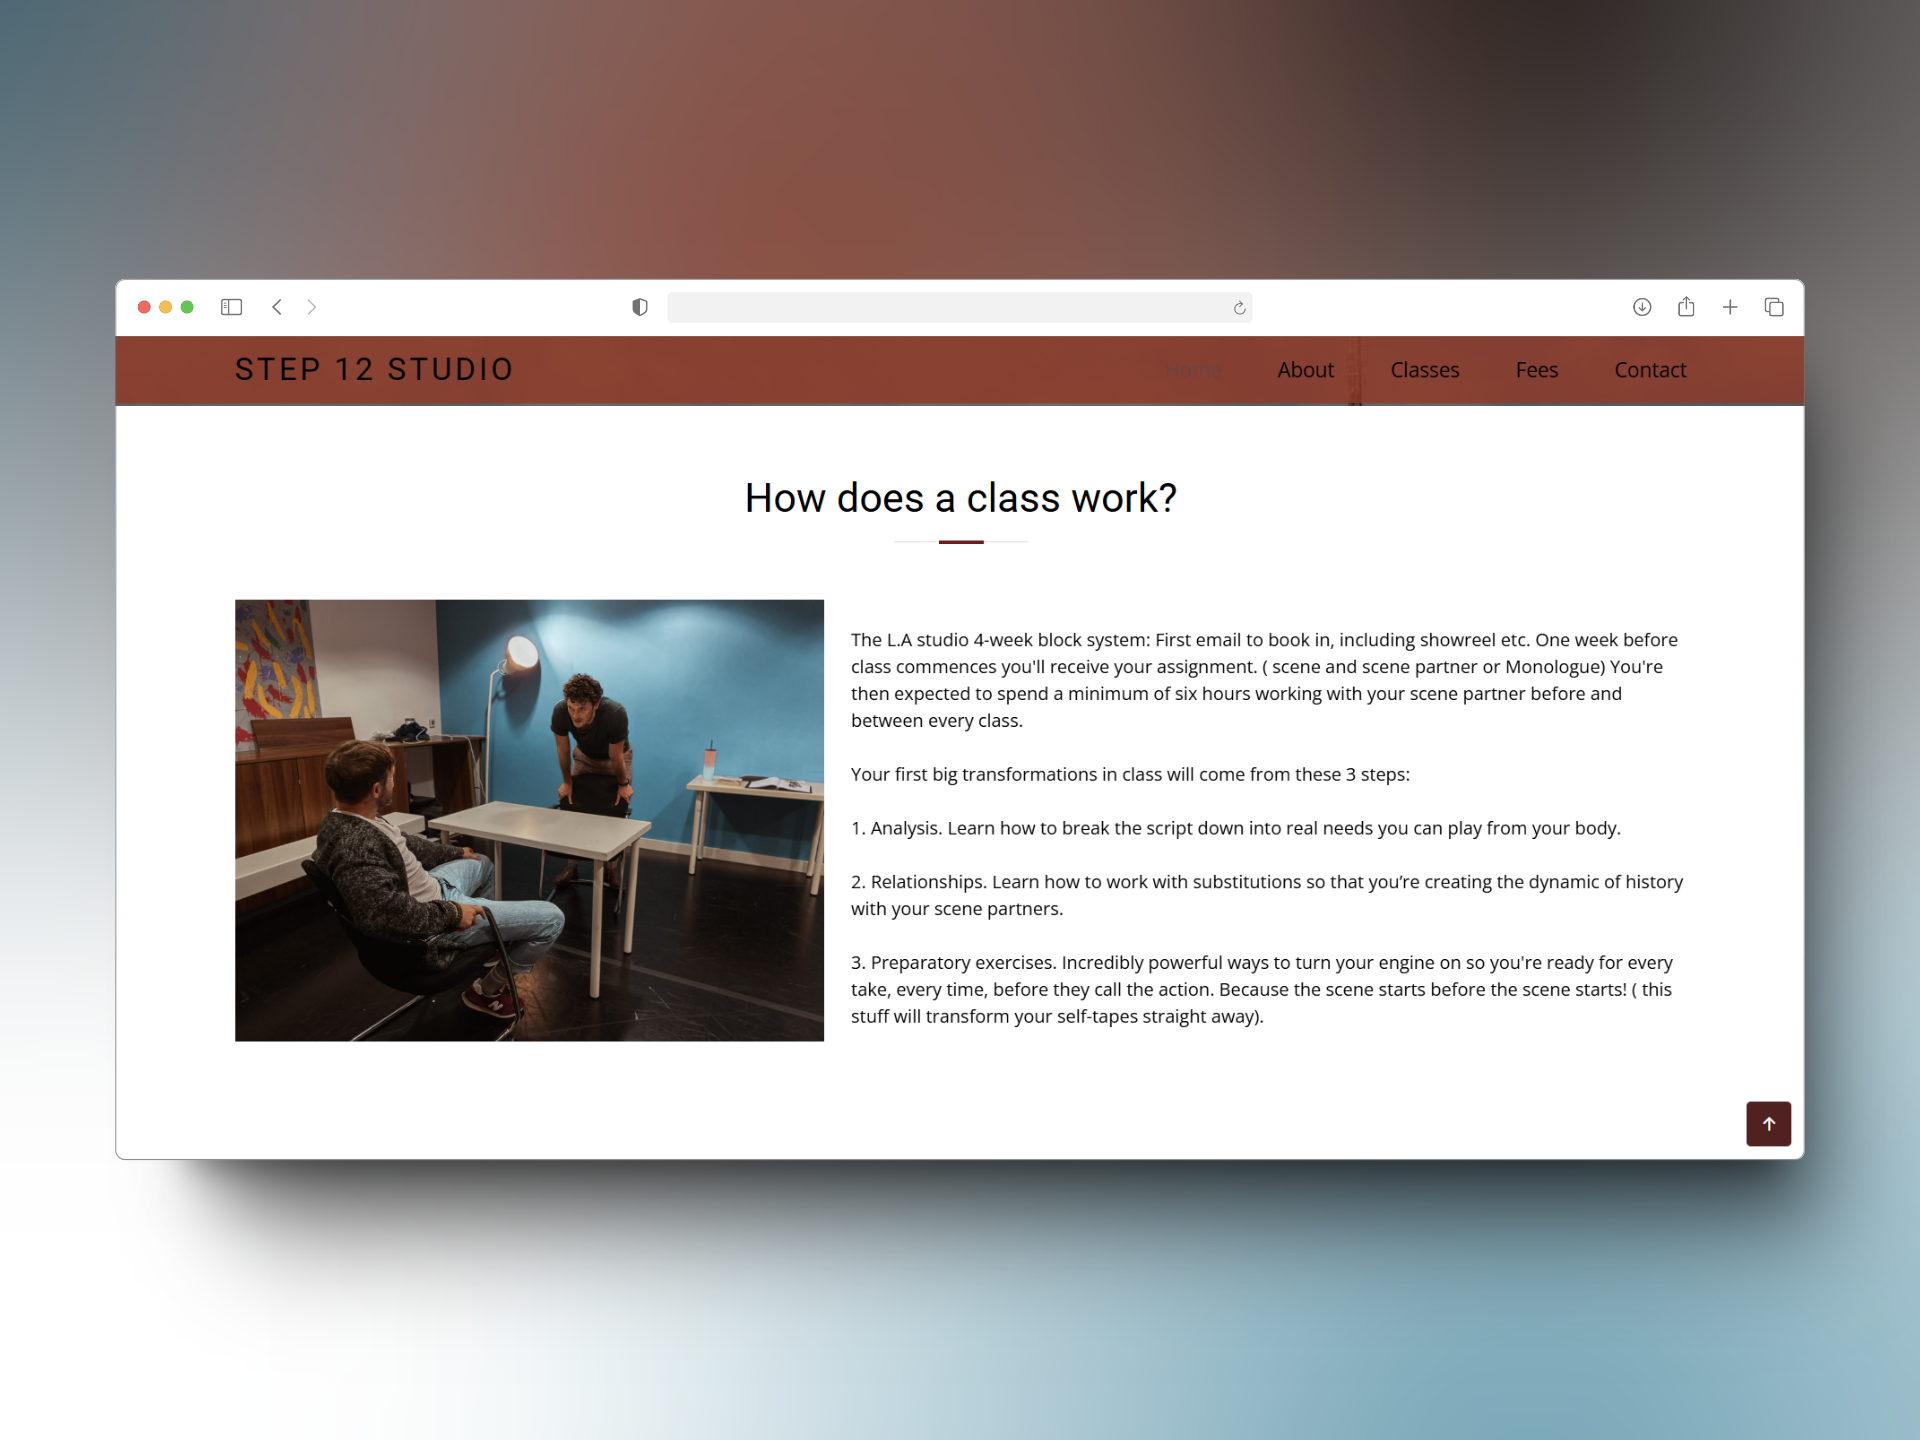 STEP 12 STUDIO
Home
About
Classes
Fees
Contact
How does a class work?
The L.A studio 4-week block system: First email to book in, including showreel etc. One week before
class commences you'll receive your assignment. ( scene and scene partner or Monologue) You're
then expected to spend a minimum of six hours working with your scene partner before and
between every class.
Your first big transformations in class will come from these 3 steps:
1. Analysis. Learn how to break the script down into real needs you can play from your body.
2. Relationships. Learn how to work with substitutions so that you’re creating the dynamic of history
with your scene partners.
3. Preparatory exercises. Incredibly powerful ways to turn your engine on so you're ready for every
take, every time, before they call the action. Because the scene starts before the scene starts! ( this
stuff will transform your self-tapes straight away).